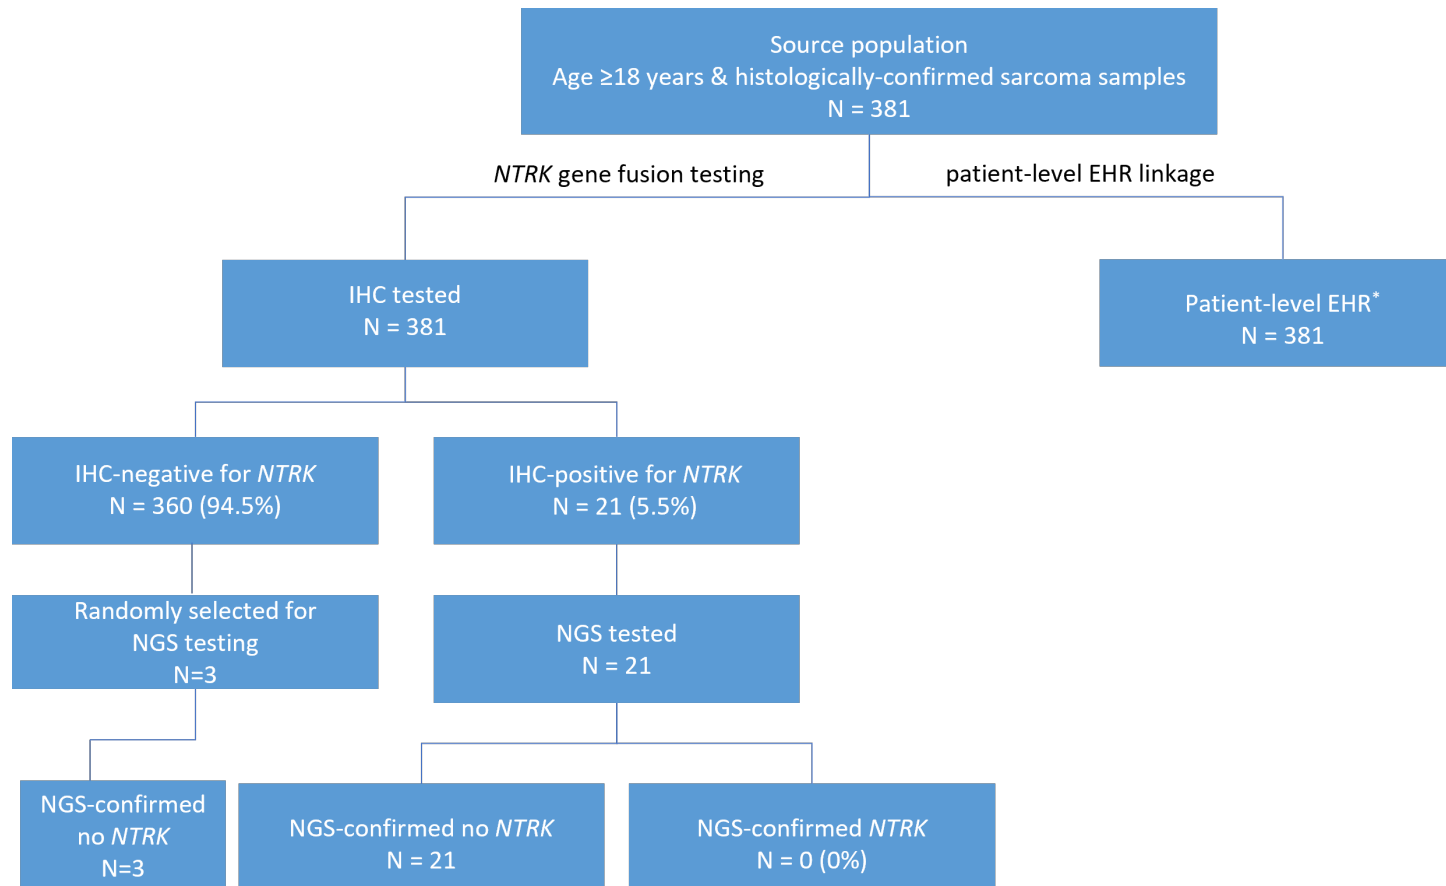 Source population
Age ≥18 years & histologically-confirmed sarcoma samples
N = 381
NTRK gene fusion testing
patient-level EHR linkage
IHC tested
N = 381
Patient-level EHR*
N = 381
IHC-negative for NTRK
N = 360 (94.5%)
IHC-positive for NTRK
N = 21 (5.5%)
Randomly selected for
NGS testing
N=3
NGS tested
N = 21
NGS-confirmed
no NTRK
N=3
NGS-confirmed no NTRK
N = 21
NGS-confirmed NTRK
N = 0 (0%)